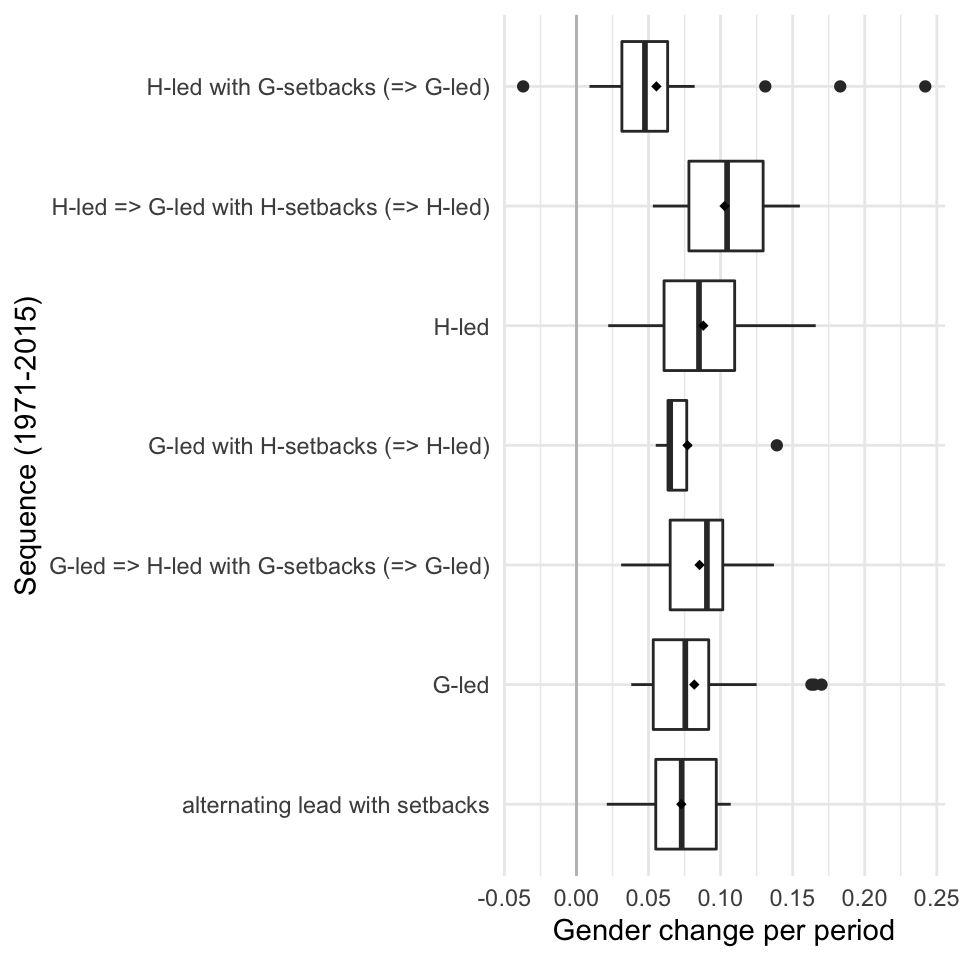 Sequence (1971-2015)
H-led with G-setbacks (=> G-led)
H-led => G-led with H-setbacks (=> H-led)
H-led
G-led with H-setbacks (=> H-led)
G-led => H-led with G-setbacks (=> G-led)
G-led
alternating lead with setbacks
-0.05 0.00 0.05 0.10 0.15 0.20 0.25
Gender change per period